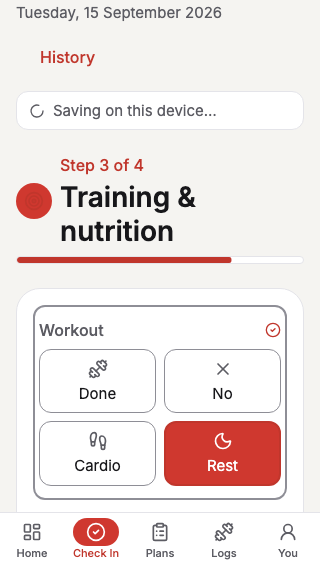 Tuesday, 15 September 2026
History
Saving on this device...
Step 3 of 4
Training &
nutrition
Workout
Done
No
Cardio
Rest
Home
Check In
Plans
Logs
You